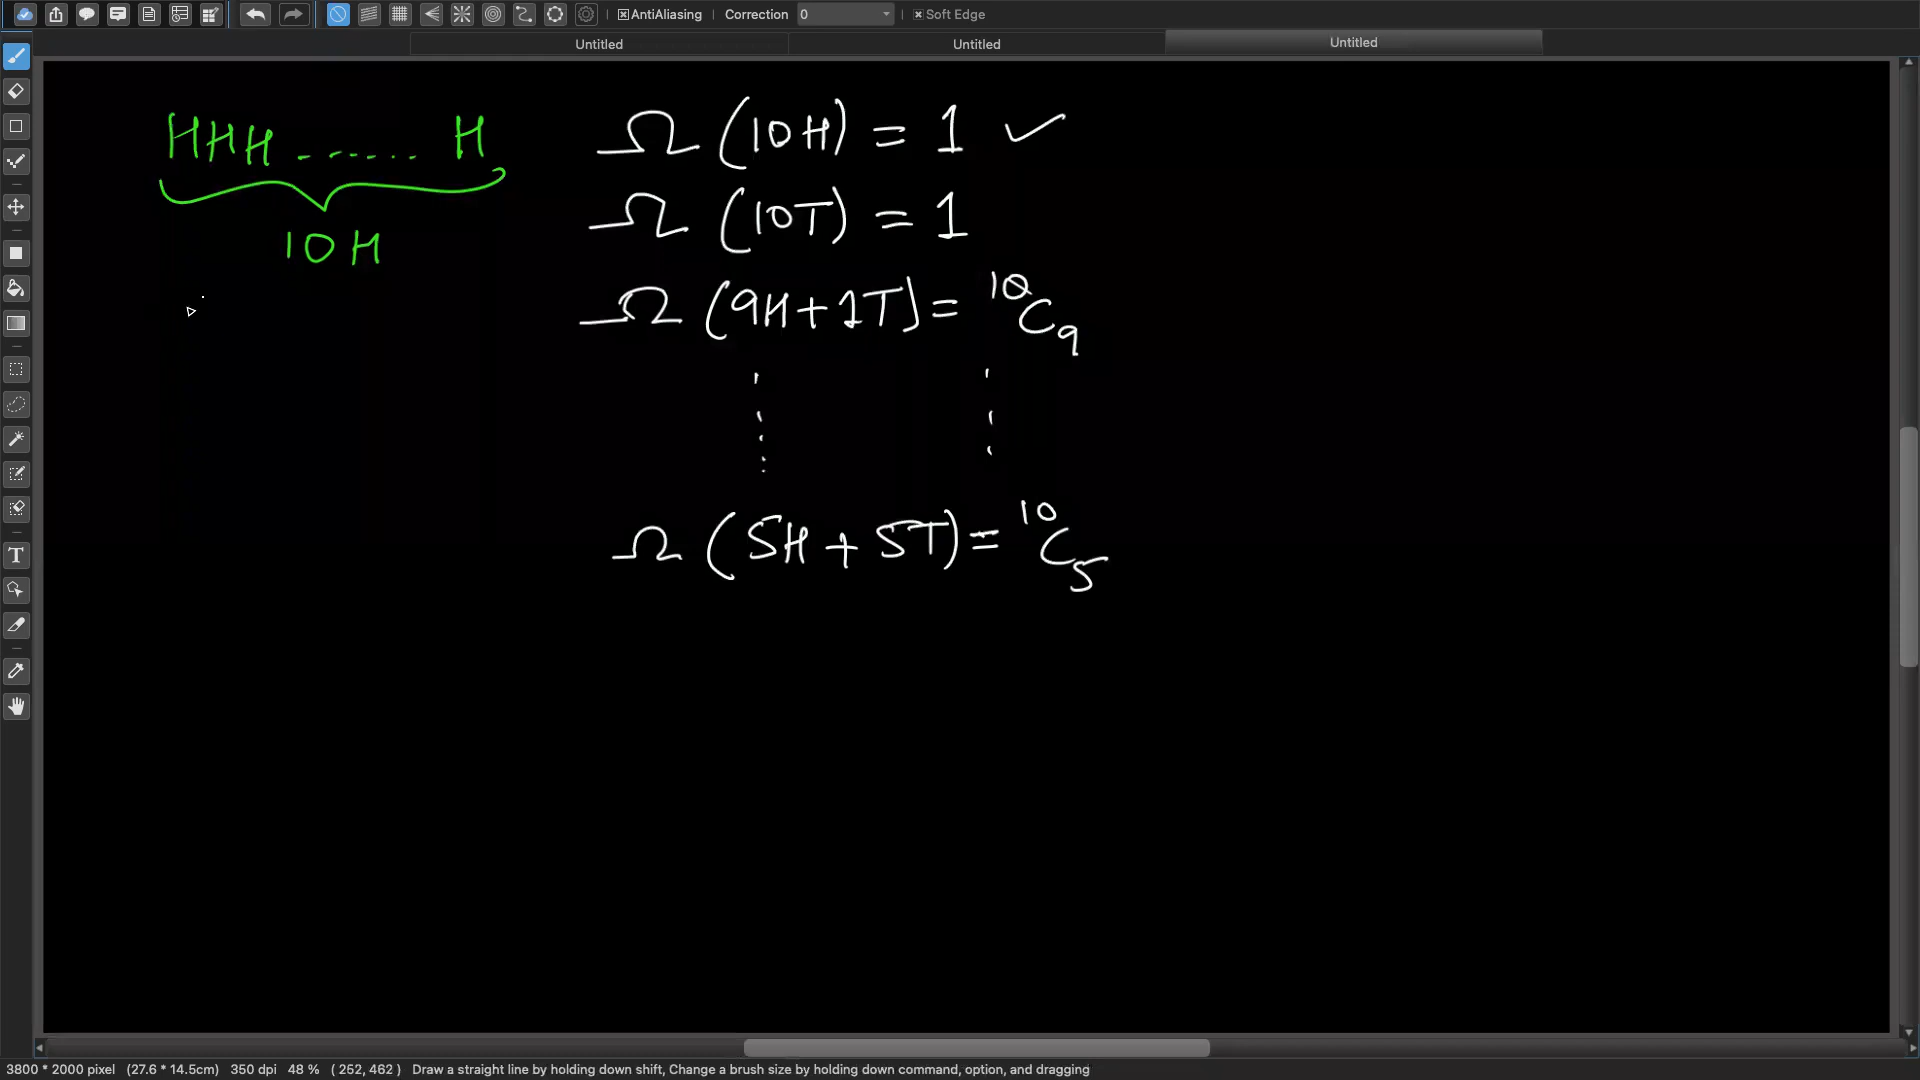 AntiAliasing Correction 0 Soft Edge
Untitled Untitled Untitled
HHH ...... H
10H
Ω (10H) = 1 ✓
Ω (10T) = 1
Ω (9H+1T) = ¹⁰C₉
Ω (5H + 5T) = ¹⁰C₅
T
3800 * 2000 pixel (27.6 * 14.5cm) 350 dpi 48 % ( 252, 462 ) Draw a straight line by holding down shift, Change a brush size by holding down command, option, and dragging